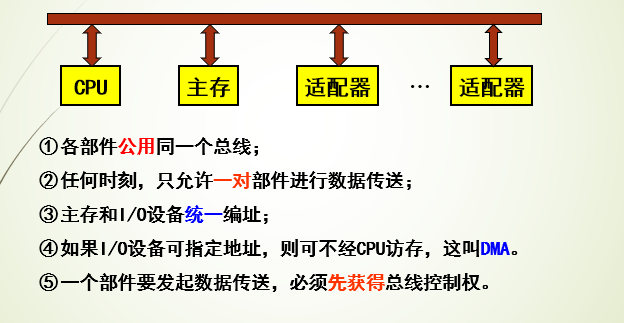 CPU 主存 适配器 … 适配器
①各部件公用同一个总线；
②任何时刻，只允许一对部件进行数据传送；
③主存和I/O设备统一编址；
④如果I/O设备可指定地址，则可不经CPU访存，这叫DMA。
⑤一个部件要发起数据传送，必须先获得总线控制权。